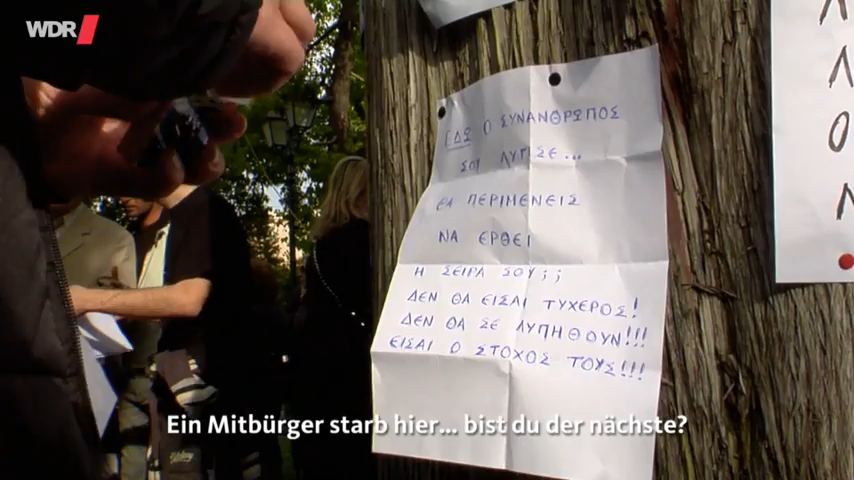 WDR
ΕΔΩ Ο ΣΥΝΑΝΘΡΩΠΟΣ
ΣΟΥ ΛΥΓΙΣΕ...
ΘΑ ΠΕΡΙΜΕΝΕΙΣ
ΝΑ ΕΡΘΕΙ
Η ΣΕΙΡΑ ΣΟΥ;;
ΔΕΝ ΘΑ ΕΙΣΑΙ ΤΥΧΕΡΟΣ!
ΔΕΝ ΘΑ ΣΕ ΛΥΠΗΘΟΥΝ!!!
ΕΙΣΑΙ Ο ΣΤΟΧΟΣ ΤΟΥΣ!!!
Ein Mitbürger starb hier... bist du der nächste?